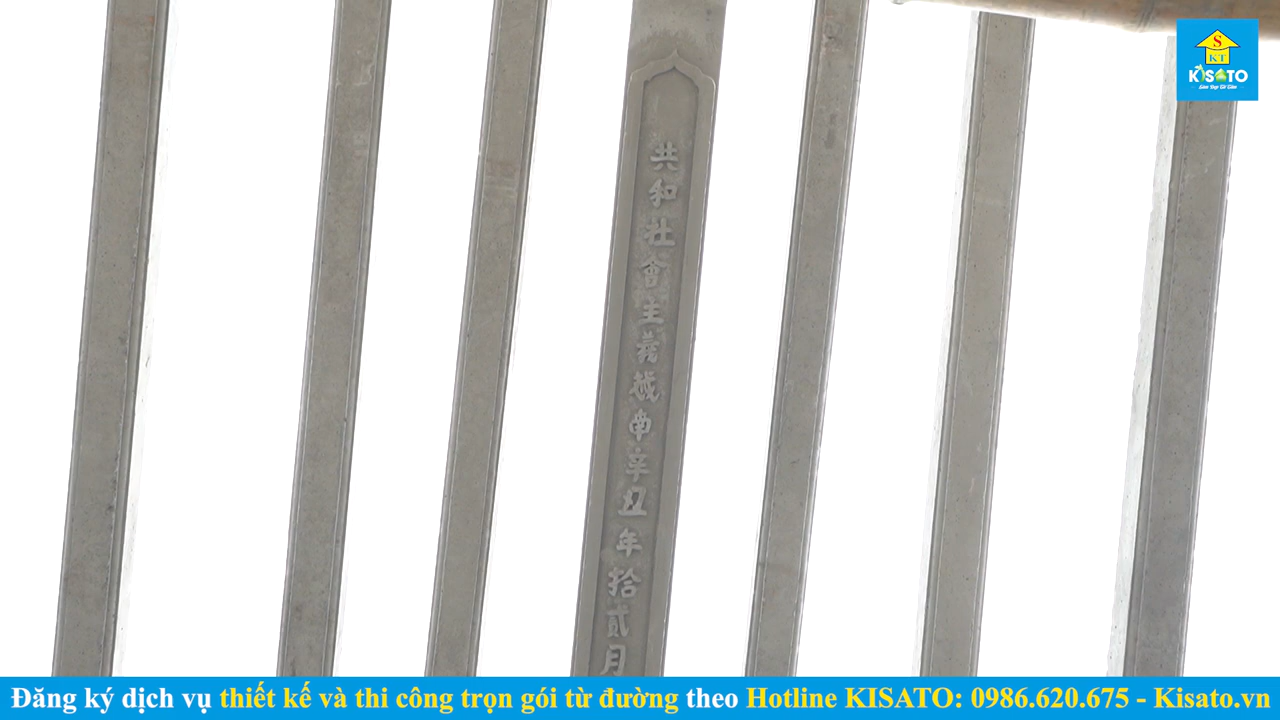 共和社會主義越南辛丑年拾貳月
S
KT
KISATO
Đăng ký dịch vụ thiết kế và thi công trọn gói từ đường theo Hotline KISATO: 0986.620.675 - Kisato.vn